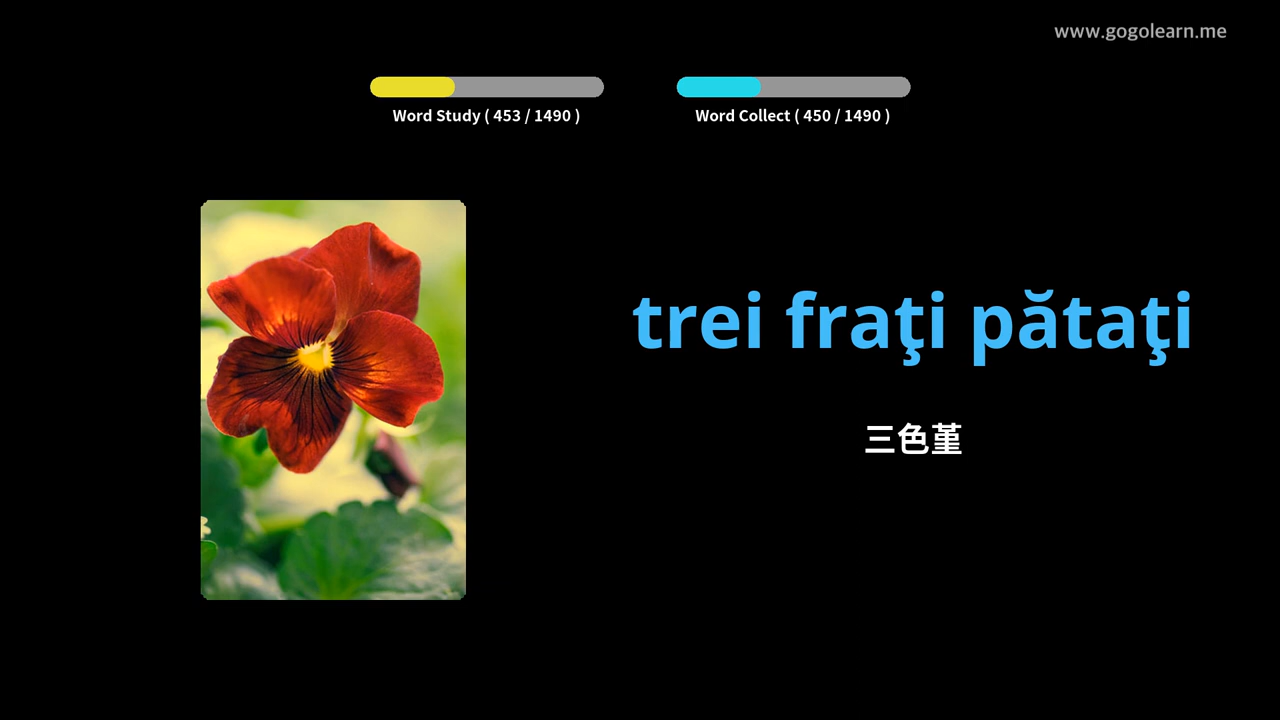 www.gogolearn.me
Word Study ( 453 / 1490 )
Word Collect ( 450 / 1490 )
trei fraţi pătaţi
三色堇